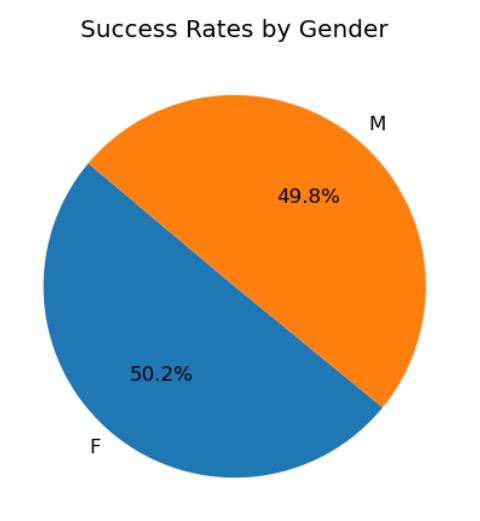 Success Rates by Gender
M
49.8%
50.2%
F